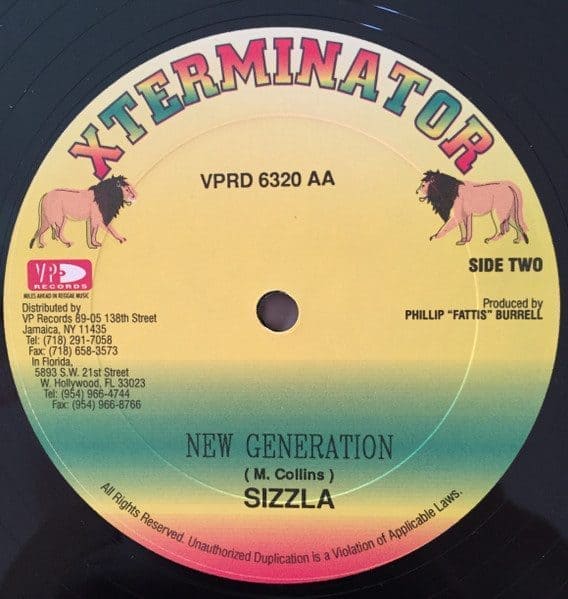 XTERMINATOR
VPRD 6320 AA
SIDE TWO
VP
RECORDS
MILES AHEAD IN REGGAE MUSIC
Distributed by
VP Records 89-05 138th Street
Jamaica, NY 11435
Tel: (718) 291-7058
Fax: (718) 658-3573
In Florida,
5893 S.W. 21st Street
W. Hollywood, FL 33023
Tel: (954) 966-4744
Fax: (954) 966-8766
Produced by
PHILLIP "FATTIS" BURRELL
NEW GENERATION
( M. Collins )
SIZZLA
All Rights Reserved. Unauthorized Duplication is a Violation of Applicable Laws.